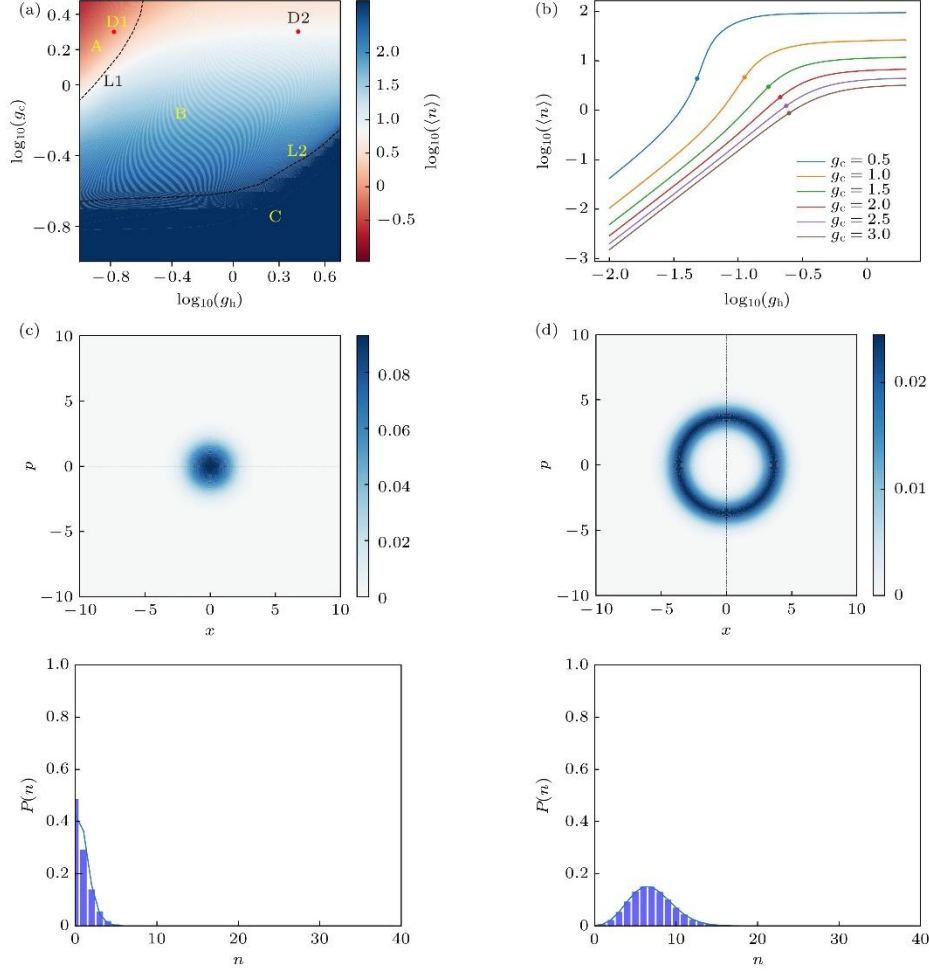 (a)
D1
D2
A
L1
B
L2
C
0.4
0
−0.4
−0.8
log10(gc)
−0.8
−0.4
0
0.3
0.6
log10(gh)
2.0
1.5
1.0
0.5
0
−0.5
log10(⟨n⟩)
(b)
2
1
0
−1
−2
−3
log10(⟨n⟩)
gc = 0.5
gc = 1.0
gc = 1.5
gc = 2.0
gc = 2.5
gc = 3.0
−2.0
−1.5
−1.0
−0.5
0
log10(gh)
(c)
10
5
0
−5
−10
p
−10
−5
0
5
10
x
0.08
0.06
0.04
0.02
0
(d)
10
5
0
−5
−10
p
−10
−5
0
5
10
x
0.02
0.01
0
1.0
0.8
0.6
0.4
0.2
0
P(n)
0
10
20
30
40
n
1.0
0.8
0.6
0.4
0.2
0
P(n)
0
10
20
30
40
n